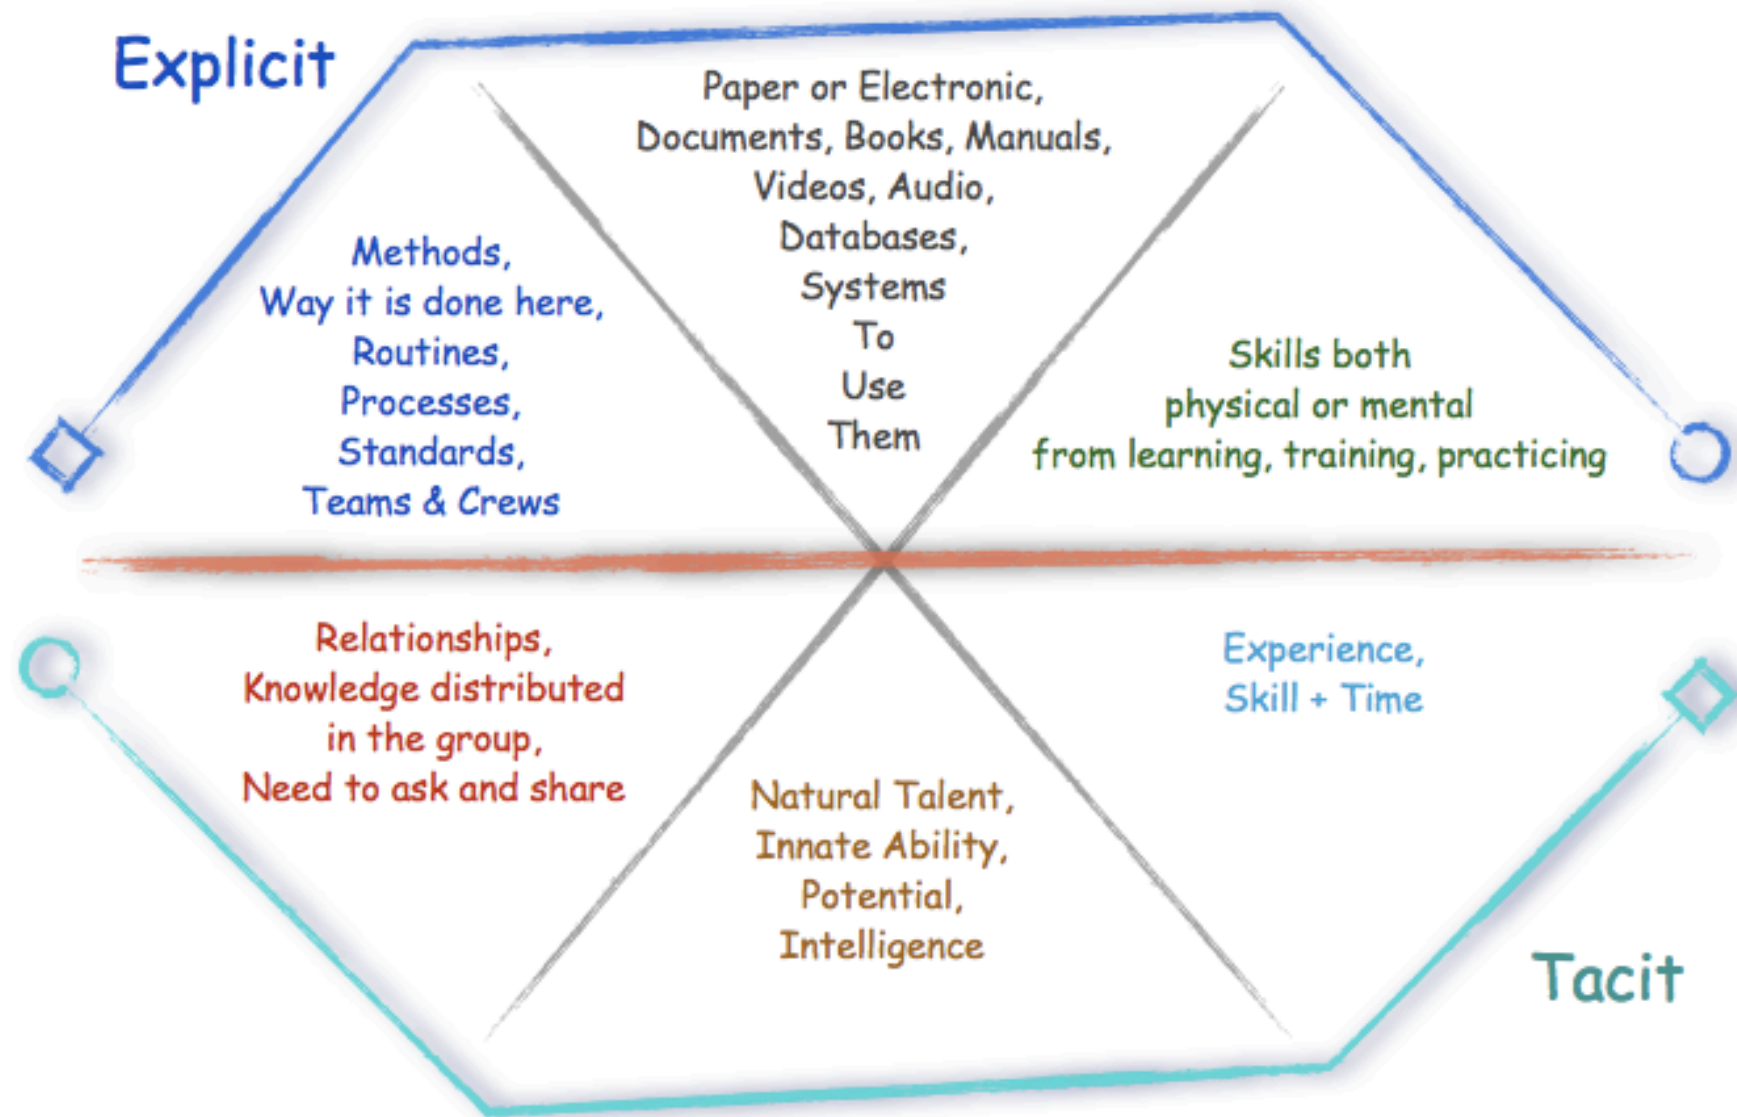 Explicit
Paper or Electronic,
Documents, Books, Manuals,
Videos, Audio,
Databases,
Systems
To
Use
Them
Methods,
Way it is done here,
Routines,
Processes,
Standards,
Teams & Crews
Skills both
physical or mental
from learning, training, practicing
Relationships,
Knowledge distributed
in the group,
Need to ask and share
Natural Talent,
Innate Ability,
Potential,
Intelligence
Experience,
Skill + Time
Tacit